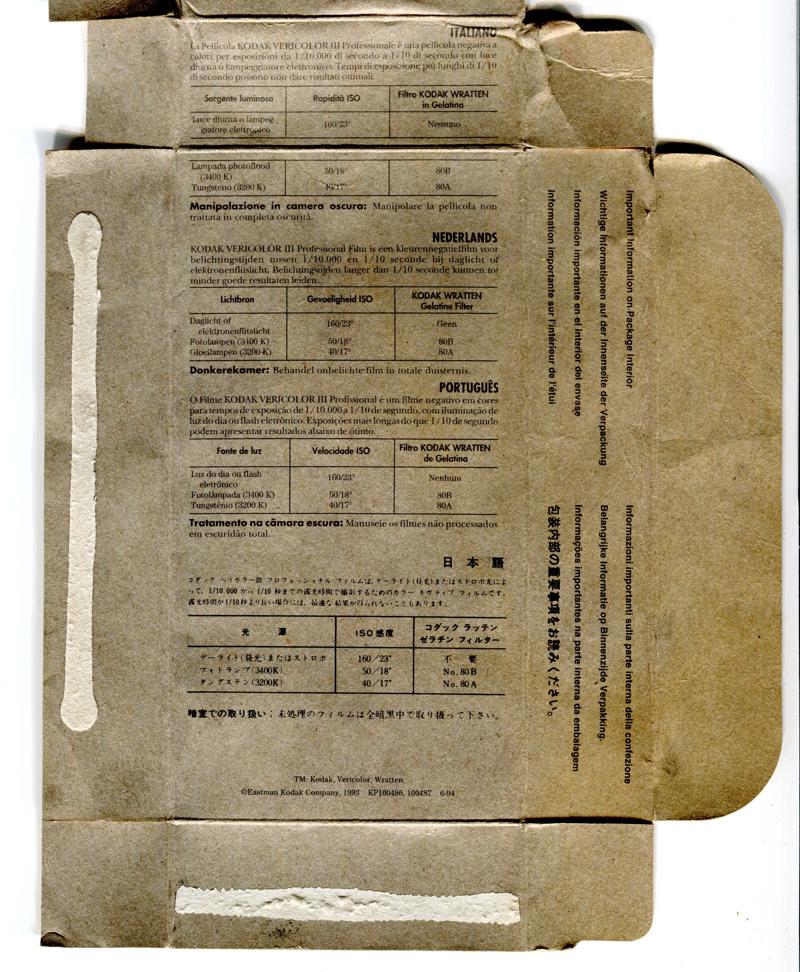 ITALIANO
La Pellicola KODAK VERICOLOR III Professionale è una pellicola negativa a
colori per esposizioni da 1/10.000 di secondo a 1/10 di secondo con luce
diurna o lampeggiatore elettronico. Tempi di esposizione più lunghi di 1/10
di secondo possono non dare risultati ottimali.
Sorgente luminosa Rapidità ISO Filtro KODAK WRATTEN
in Gelatina
Luce diurna o lampeg-
giatore elettronico 160/23° Nessuno
Lampada photoflood
(3400 K) 50/18° 80B
Tungsteno (3200 K) 40/17° 80A
Manipolazione in camera oscura: Manipolare la pellicola non
trattata in completa oscurità.
NEDERLANDS
KODAK VERICOLOR III Professional Film is een kleurennegatieffilm voor
belichtingstijden tussen 1/10.000 en 1/10 seconde bij daglicht of
elektronenflitslicht. Belichtingstijden langer dan 1/10 seconde kunnen tot
minder goede resultaten leiden.
Lichtbron Gevoeligheid ISO KODAK WRATTEN
Gelatine Filter
Daglicht of
elektronenflitslicht 160/23° Geen
Fotolampen (3400 K) 50/18° 80B
Gloeilampen (3200 K) 40/17° 80A
Donkerekamer: Behandel onbelichte film in totale duisternis.
PORTUGUÊS
O Filme KODAK VERICOLOR III Profissional é um filme negativo em cores
para tempos de exposição de 1/10.000 a 1/10 de segundo, com iluminação de
luz do dia ou flash eletrônico. Exposições mais longas do que 1/10 de segundo
podem apresentar resultados abaixo de ótimo.
Fonte de luz Velocidade ISO Filtro KODAK WRATTEN
de Gelatina
Luz do dia ou flash
eletrônico 160/23° Nenhum
Fotolâmpada (3400 K) 50/18° 80B
Tungstênio (3200 K) 40/17° 80A
Tratamento na câmara escura: Manuseie os filmes não processados
em escuridão total.
日本語
コダック ベリカラーIII プロフェッショナル フィルムは、デーライト(昼光)またはストロボ光によ
って、1/10,000 から 1/10 秒までの露光時間で撮影するためのカラー ネガティブ フィルムです。
露光時間が1/10秒より長い場合には、最適な結果が得られないこともあります。
光源 ISO感度 コダック ラッテン
ゼラチン フィルター
デーライト(昼光)またはストロボ 160/23° 不要
フォトランプ(3400K) 50/18° No. 80B
タングステン(3200K) 40/17° No. 80A
暗室での取り扱い：未処理のフィルムは全暗黒中で取り扱って下さい。
TM: Kodak, Vericolor, Wratten
©Eastman Kodak Company, 1993 KP100486, 100487 6-94
Important Information on Package Interior
Wichtige Informationen auf der Innenseite der Verpackung
Información importante en el interior del envase
Information importante sur l'intérieur de l'étui
Informazioni importanti sulla parte interna della confezione
Belangrijke Informatie op Binnenzijde Verpakking.
Informações importantes na parte interna da embalagem
包装内部の重要事項をお読みください。